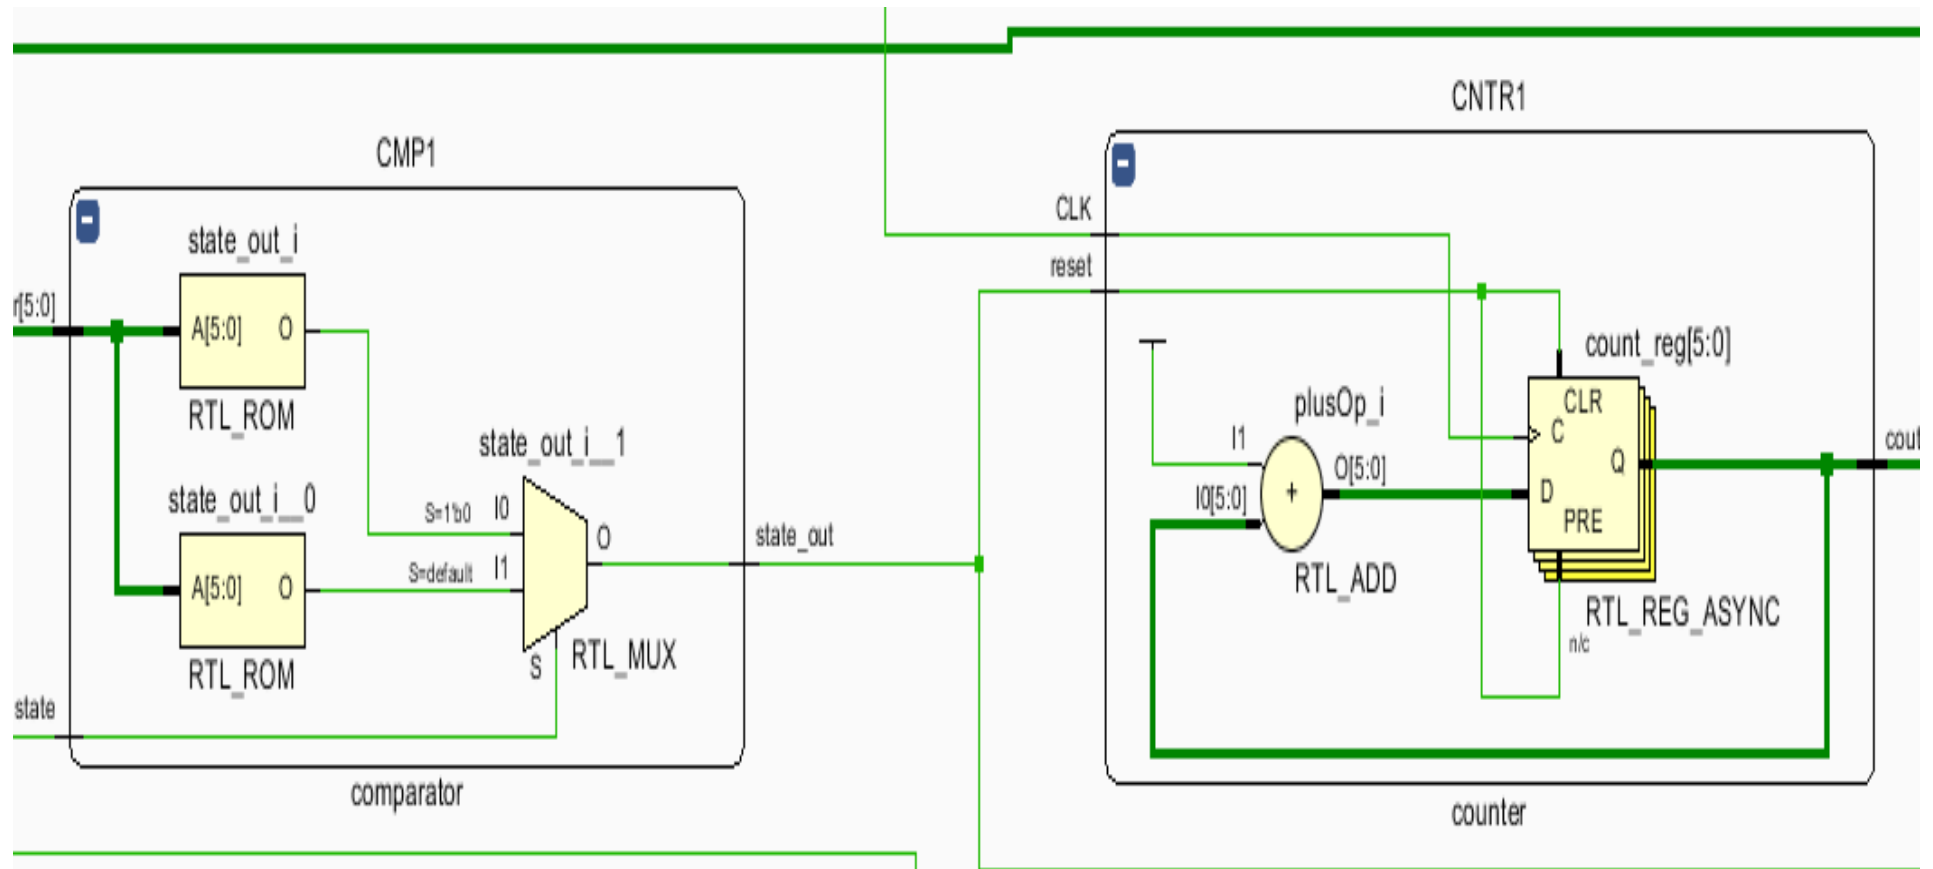 CNTR1
CMP1
CLK
state_out_i
reset
r[5:0]
A[5:0] O
count_reg[5:0]
RTL_ROM
plusOp_i
CLR
C
state_out_i__1
I1
Q
cout
O[5:0]
state_out_i__0
S=1'b0 I0
I0[5:0]
+
D
PRE
O
state_out
S=default I1
A[5:0] O
RTL_ADD
RTL_REG_ASYNC
n/c
S
RTL_MUX
RTL_ROM
state
comparator
counter